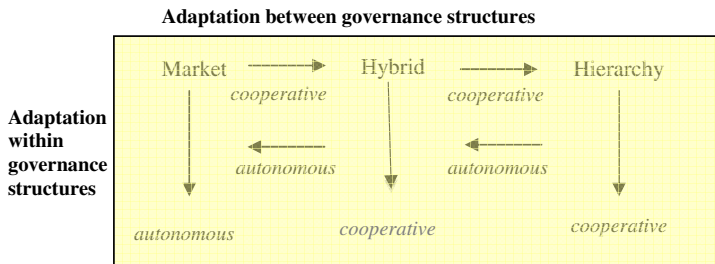 Adaptation between governance structures
Market Hybrid Hierarchy
cooperative cooperative
Adaptation
within
governance
structures
autonomous autonomous
autonomous cooperative cooperative